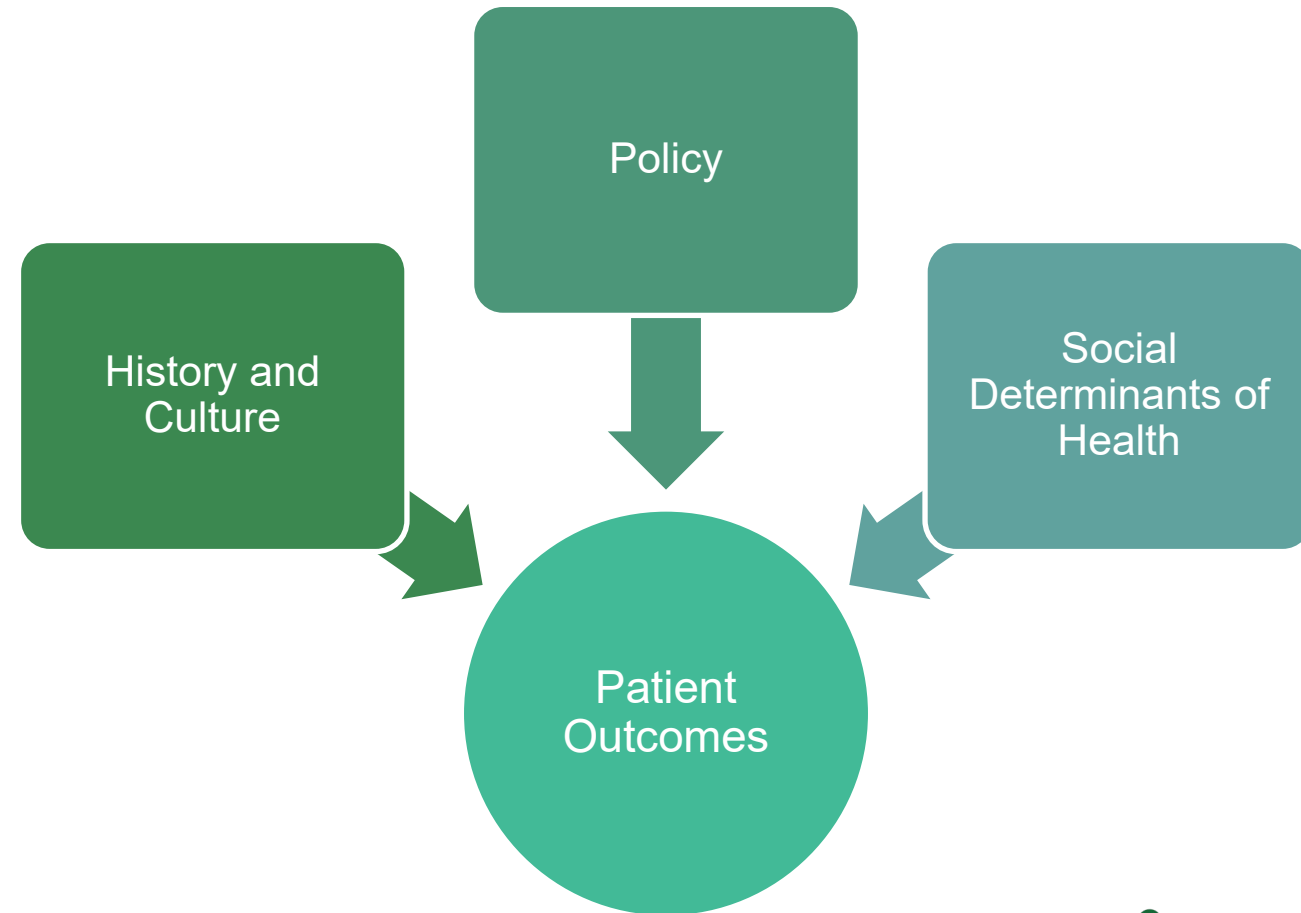 Policy
History and
Culture
Social
Determinants of
Health
Patient
Outcomes